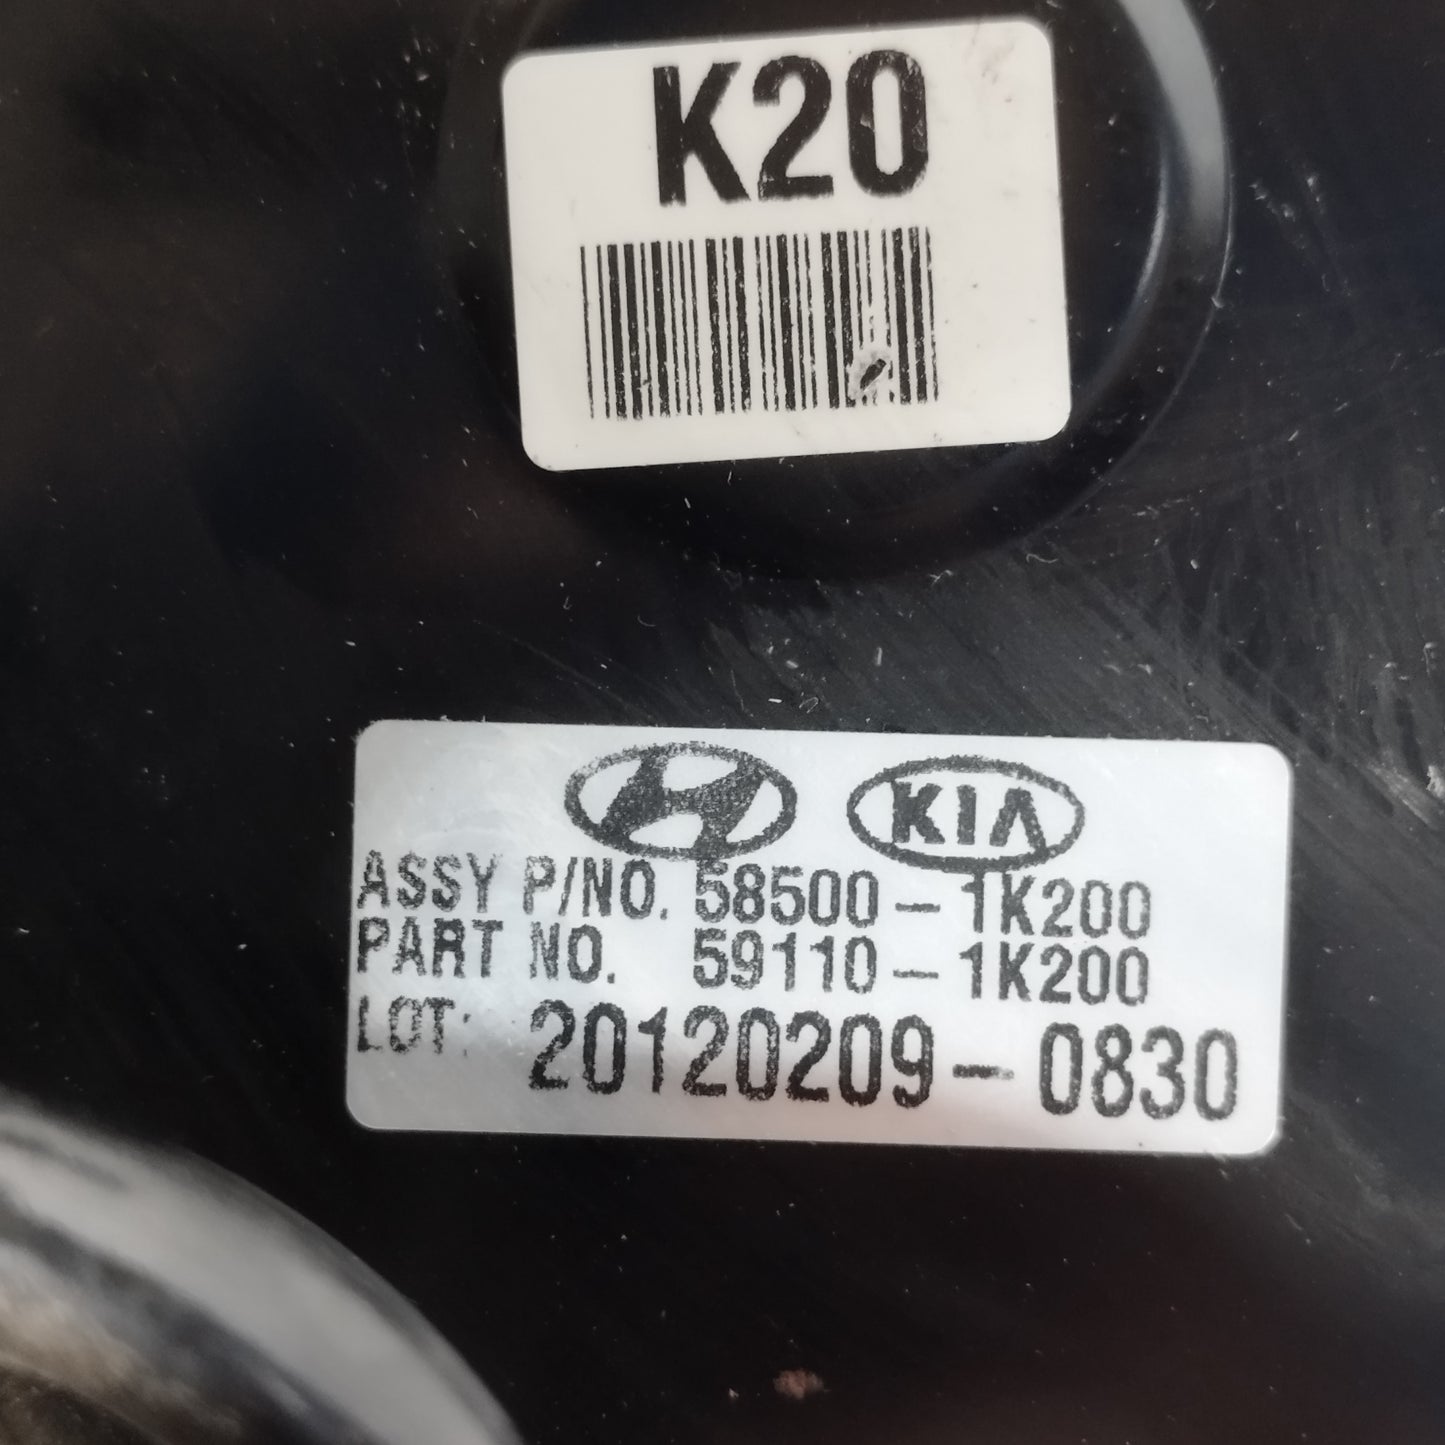 K20
KIA
ASSY P/NO. 58500-1K200
PART NO. 59110-1K200
LOT: 20120209-0830